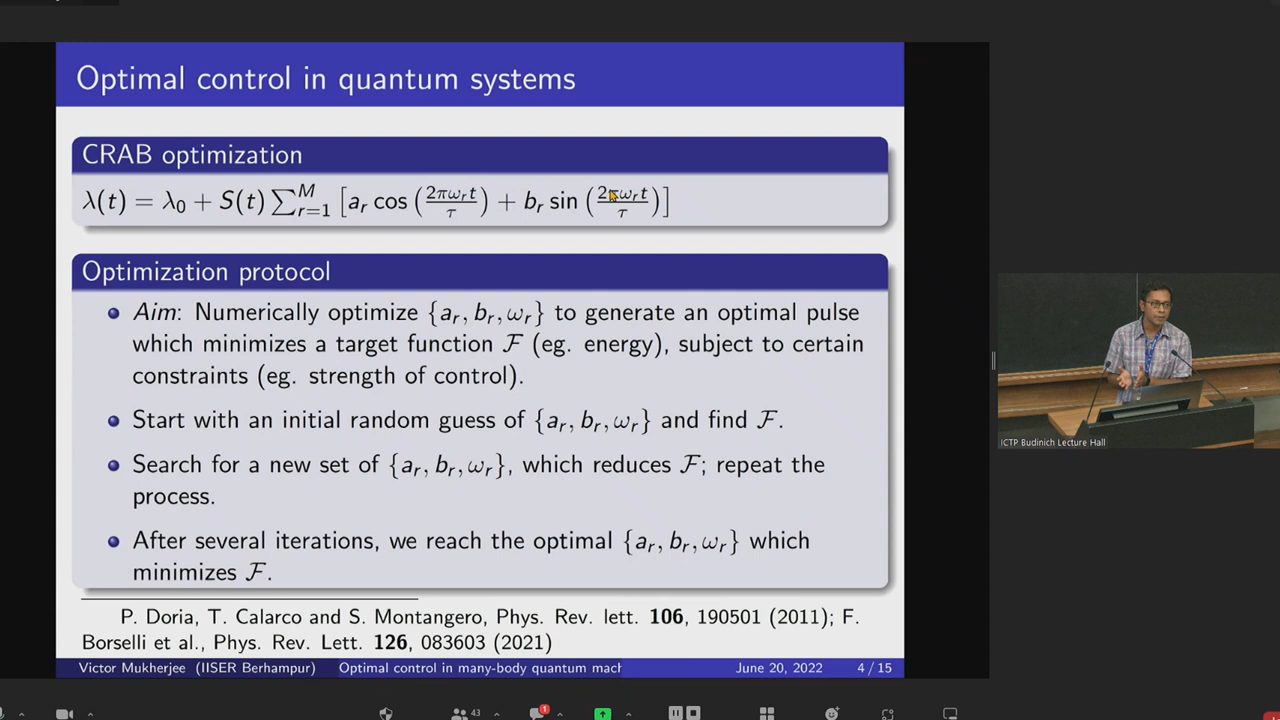 Optimal control in quantum systems
CRAB optimization
λ(t) = λ₀ + S(t) ∑ᴹᵣ₌₁ [aᵣ cos (2πωᵣt/τ) + bᵣ sin (2πωᵣt/τ)]
Optimization protocol
Aim: Numerically optimize {aᵣ, bᵣ, ωᵣ} to generate an optimal pulse
which minimizes a target function ℱ (eg. energy), subject to certain
constraints (eg. strength of control).
Start with an initial random guess of {aᵣ, bᵣ, ωᵣ} and find ℱ.
Search for a new set of {aᵣ, bᵣ, ωᵣ}, which reduces ℱ; repeat the
process.
After several iterations, we reach the optimal {aᵣ, bᵣ, ωᵣ} which
minimizes ℱ.
P. Doria, T. Calarco and S. Montangero, Phys. Rev. lett. 106, 190501 (2011); F.
Borselli et al., Phys. Rev. Lett. 126, 083603 (2021)
Victor Mukherjee (IISER Berhampur) Optimal control in many-body quantum mach June 20, 2022 4 / 15
ICTP Budinich Lecture Hall
43 1